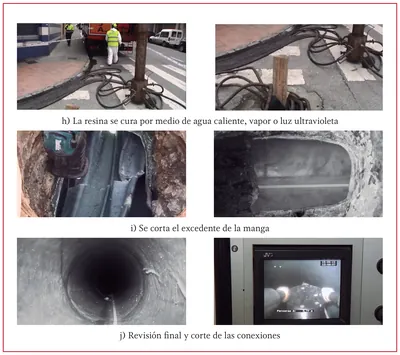 h) La resina se cura por medio de agua caliente, vapor o luz ultravioleta
i) Se corta el excedente de la manga
j) Revisión final y corte de las conexiones